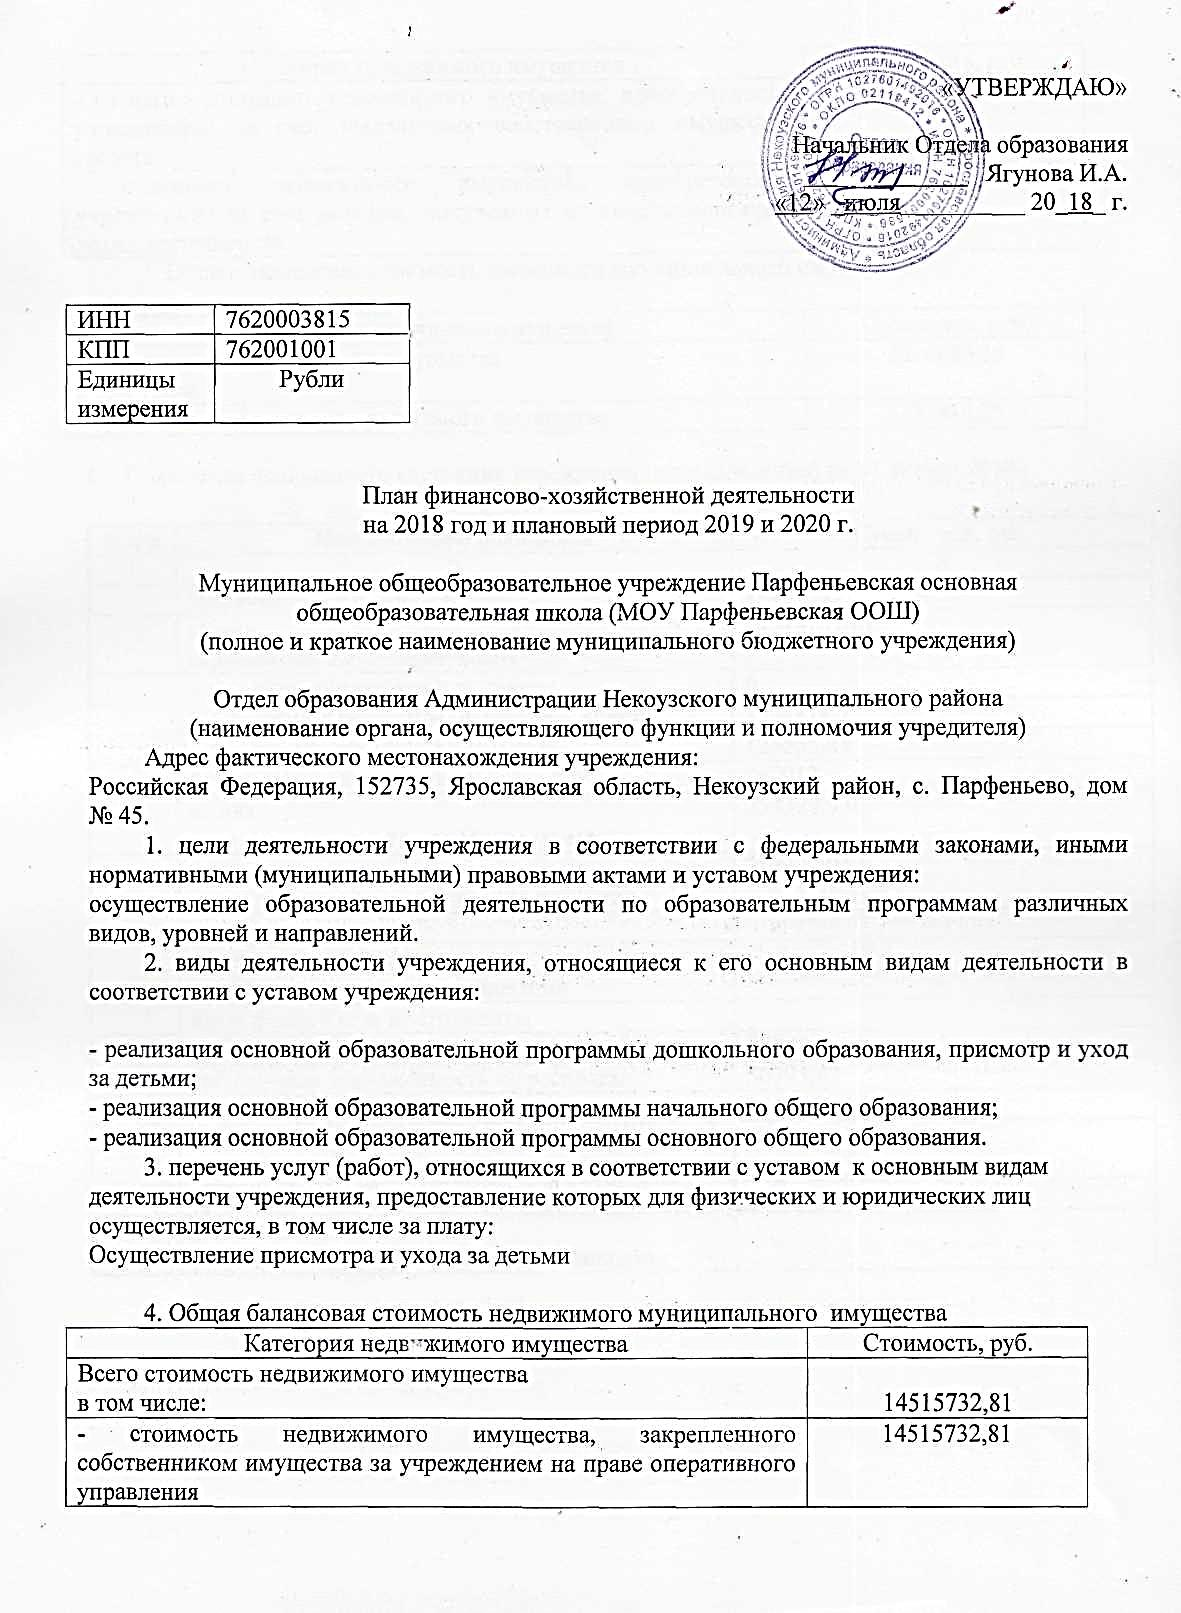 «УТВЕРЖДАЮ»
Начальник Отдела образования
Ягунова И.А.
«12» июля 20 18 г.
ИНН 7620003815
КПП 762001001
Единицы измерения Рубли
План финансово-хозяйственной деятельности
на 2018 год и плановый период 2019 и 2020 г.
Муниципальное общеобразовательное учреждение Парфеньевская основная
общеобразовательная школа (МОУ Парфеньевская ООШ)
(полное и краткое наименование муниципального бюджетного учреждения)
Отдел образования Администрации Некоузского муниципального района
(наименование органа, осуществляющего функции и полномочия учредителя)
Адрес фактического местонахождения учреждения:
Российская Федерация, 152735, Ярославская область, Некоузский район, с. Парфеньево, дом
№ 45.
1. цели деятельности учреждения в соответствии с федеральными законами, иными
нормативными (муниципальными) правовыми актами и уставом учреждения:
осуществление образовательной деятельности по образовательным программам различных
видов, уровней и направлений.
2. виды деятельности учреждения, относящиеся к его основным видам деятельности в
соответствии с уставом учреждения:
- реализация основной образовательной программы дошкольного образования, присмотр и уход
за детьми;
- реализация основной образовательной программы начального общего образования;
- реализация основной образовательной программы основного общего образования.
3. перечень услуг (работ), относящихся в соответствии с уставом к основным видам
деятельности учреждения, предоставление которых для физических и юридических лиц
осуществляется, в том числе за плату:
Осуществление присмотра и ухода за детьми
4. Общая балансовая стоимость недвижимого муниципального имущества
Категория недвижимого имущества Стоимость, руб.
Всего стоимость недвижимого имущества
в том числе: 14515732,81
- стоимость недвижимого имущества, закрепленного 14515732,81
собственником имущества за учреждением на праве оперативного
управления